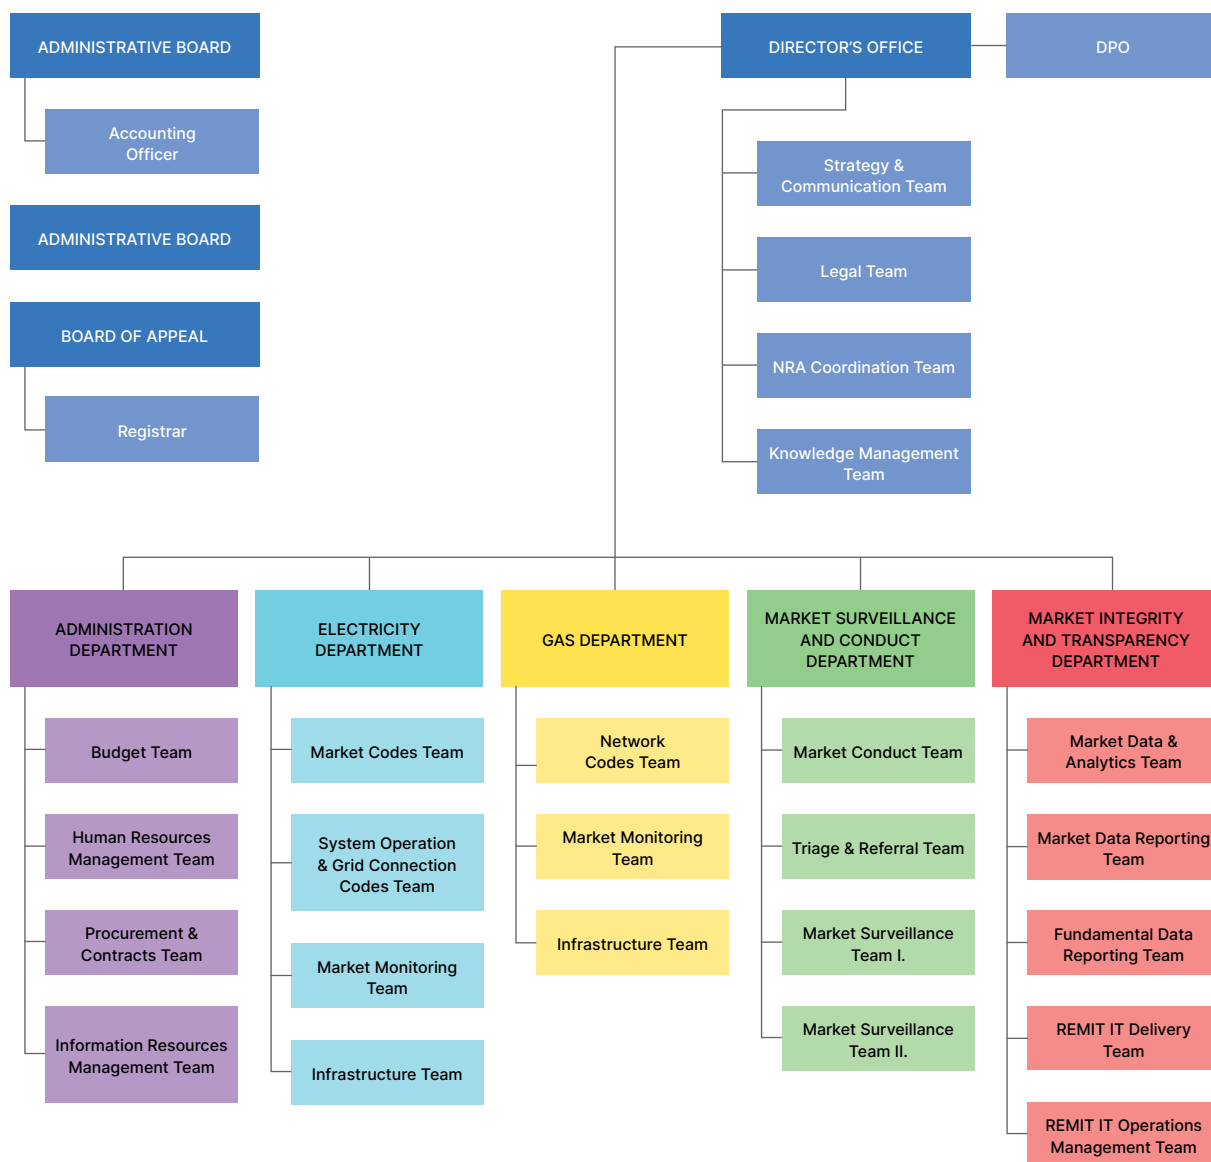 ADMINISTRATIVE BOARD
Accounting
Officer
ADMINISTRATIVE BOARD
BOARD OF APPEAL
Registrar
DIRECTOR'S OFFICE
DPO
Strategy &
Communication Team
Legal Team
NRA Coordination Team
Knowledge Management
Team
ADMINISTRATION
DEPARTMENT
Budget Team
Human Resources
Management Team
Procurement &
Contracts Team
Information Resources
Management Team
ELECTRICITY
DEPARTMENT
Market Codes Team
System Operation
& Grid Connection
Codes Team
Market Monitoring
Team
Infrastructure Team
GAS DEPARTMENT
Network
Codes Team
Market Monitoring
Team
Infrastructure Team
MARKET SURVEILLANCE
AND CONDUCT
DEPARTMENT
Market Conduct Team
Triage & Referral Team
Market Surveillance
Team I.
Market Surveillance
Team II.
MARKET INTEGRITY
AND TRANSPARENCY
DEPARTMENT
Market Data &
Analytics Team
Market Data Reporting
Team
Fundamental Data
Reporting Team
REMIT IT Delivery
Team
REMIT IT Operations
Management Team